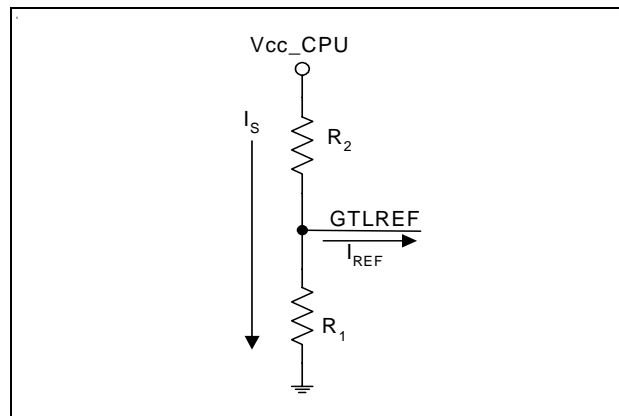 Vcc_CPU
I_S
R_2
GTLREF
I_REF
R_1